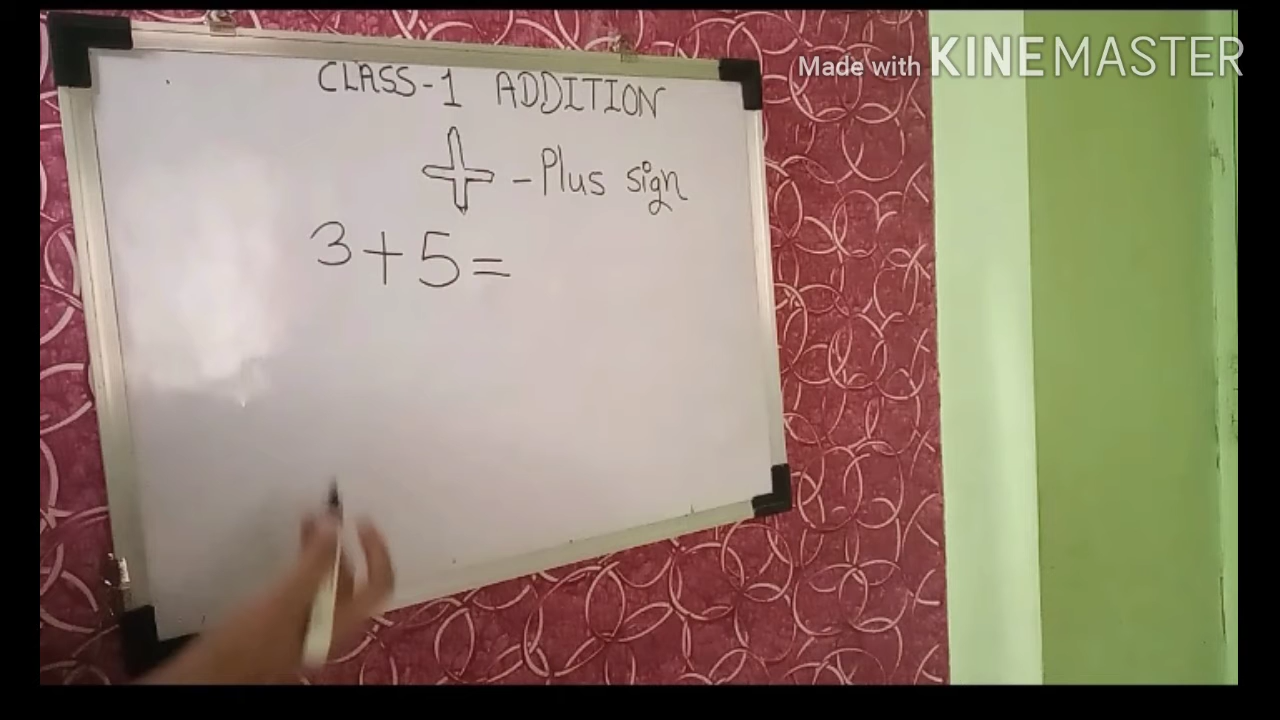 Made with KINEMASTER
CLASS-1 ADDITION
+ - Plus sign
3+5=